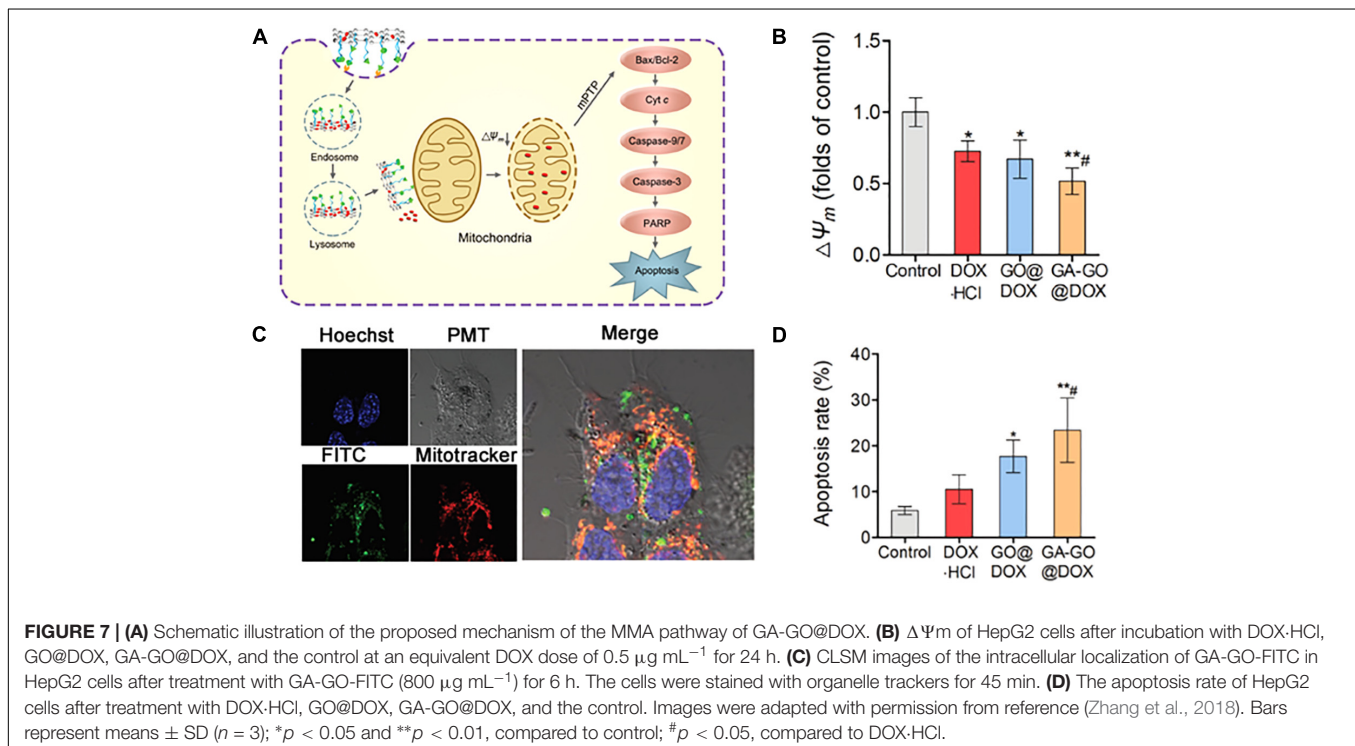 A
Endosome
Lysosome
Mitochondria
△Ψm↓
mPTP
Bax/Bcl-2
Cyt c
Caspase-9/7
Caspase-3
PARP
Apoptosis
B
△Ψm (folds of control)
1.5
1.0
0.5
0.0
*
*
**#
Control
DOX
·HCl
GO@
DOX
GA-GO
@DOX
C
Hoechst
PMT
Merge
FITC
Mitotracker
D
Apoptosis rate (%)
40
30
20
10
0
*
**#
Control
DOX
·HCl
GO@
DOX
GA-GO
@DOX
FIGURE 7 | (A) Schematic illustration of the proposed mechanism of the MMA pathway of GA-GO@DOX. (B) ΔΨm of HepG2 cells after incubation with DOX·HCl,
GO@DOX, GA-GO@DOX, and the control at an equivalent DOX dose of 0.5 μg mL−1 for 24 h. (C) CLSM images of the intracellular localization of GA-GO-FITC in
HepG2 cells after treatment with GA-GO-FITC (800 μg mL−1) for 6 h. The cells were stained with organelle trackers for 45 min. (D) The apoptosis rate of HepG2
cells after treatment with DOX·HCl, GO@DOX, GA-GO@DOX, and the control. Images were adapted with permission from reference (Zhang et al., 2018). Bars
represent means ± SD (n = 3); *p < 0.05 and **p < 0.01, compared to control; #p < 0.05, compared to DOX·HCl.